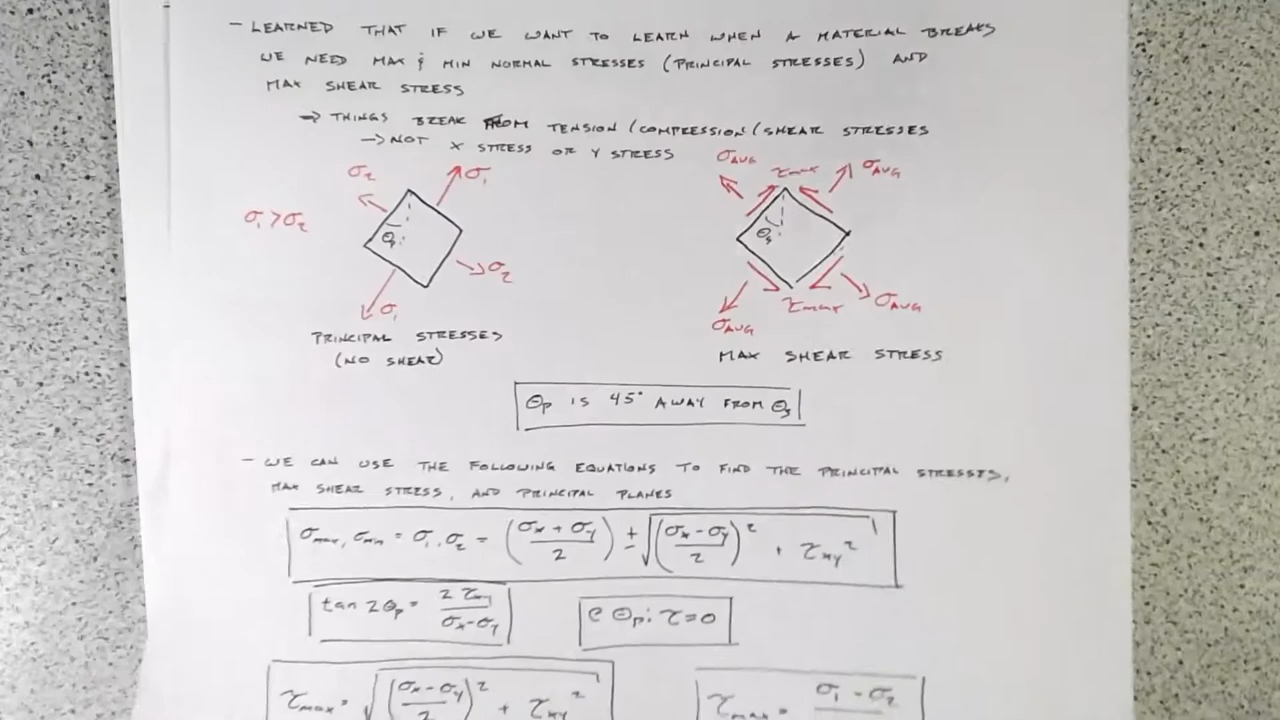 - LEARNED THAT IF WE WANT TO LEARN WHEN A MATERIAL BREAKS
WE NEED MAX & MIN NORMAL STRESSES (PRINCIPAL STRESSES) AND
MAX SHEAR STRESS
→ THINGS BREAK FROM TENSION/COMPRESSION/SHEAR STRESSES
→ NOT X STRESS OR Y STRESS
σ₂ σ₁
σ₁ > σ₂
θₚ
σ₂
σ₁
PRINCIPAL STRESSES
(NO SHEAR)
σAVG τmax σAVG
θₛ
σAVG τmax σAVG
MAX SHEAR STRESS
θₚ IS 45° AWAY FROM θₛ
- WE CAN USE THE FOLLOWING EQUATIONS TO FIND THE PRINCIPAL STRESSES,
MAX SHEAR STRESS, AND PRINCIPAL PLANES
σmax, σmin = σ₁, σ₂ = ((σx + σy)/2) ± √(((σx - σy)/2)² + τxy²)
tan 2θₚ = 2τxy/(σx - σy)
@ θₚ: τ = 0
τmax = √(((σx - σy)/2)² + τxy²)
τmax = σ₁ - σ₂